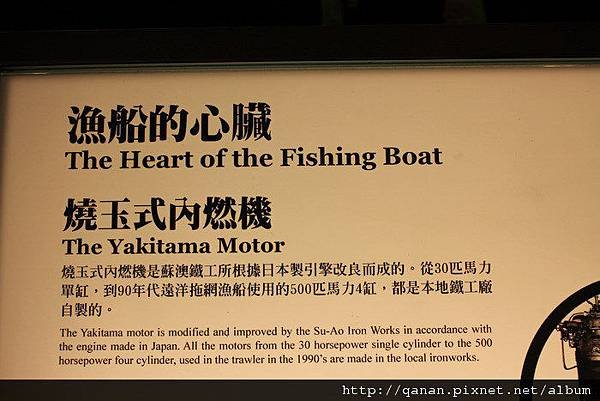 漁船的心臟
The Heart of the Fishing Boat
燒玉式內燃機
The Yakitama Motor
燒玉式內燃機是蘇澳鐵工所根據日本製引擎改良而成的。從30匹馬力
單缸，到90年代遠洋拖網漁船使用的500匹馬力4缸，都是本地鐵工廠
自製的。
The Yakitama motor is modified and improved by the Su-Ao Iron Works in accordance with
the engine made in Japan. All the motors from the 30 horsepower single cylinder to the 500
horsepower four cylinder, used in the trawler in the 1990's are made in the local ironworks.
http://qanan.pixnet.net/album